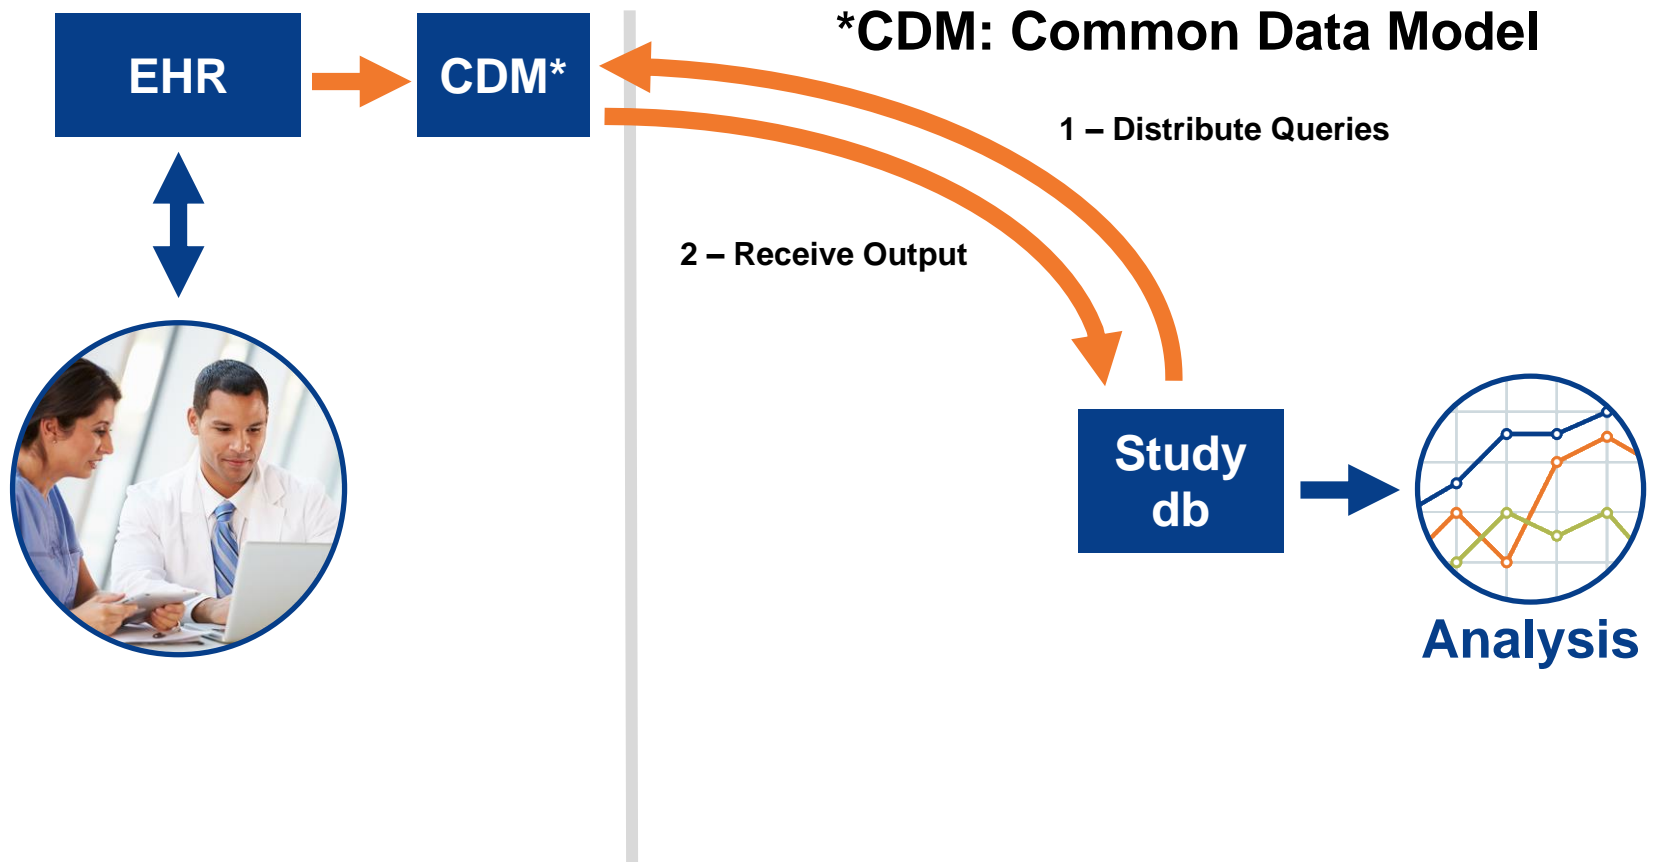 *CDM: Common Data Model
EHR
CDM*
1 – Distribute Queries
2 – Receive Output
Study
db
Analysis